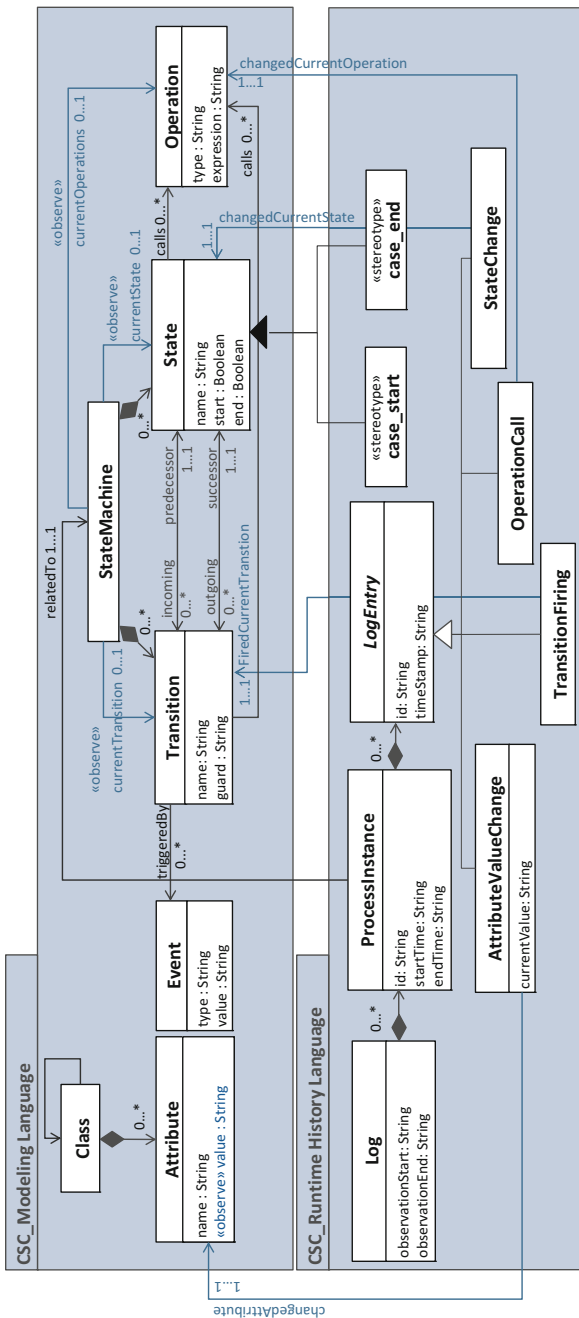 CSC_Modeling Language
Class
0...*
Attribute
name : String
«observe» value : String
Event
type : String
value : String
triggeredBy
0...*
«observe»
currentTransition 0...1
Transition
name: String
guard : String
StateMachine
0...*
0...*
relatedTo 1...1
incoming
0...*
predecessor
1...1
outgoing
0...*
successor
1...1
«observe»
currentState 0...1
State
name : String
start : Boolean
end : Boolean
«observe»
currentOperations 0...1
calls 0...*
Operation
type : String
expression : String
calls 0...*
1...1
changedCurrentOperation
1...1
changedCurrentState
1...1
FiredCurrentTranstion
1...1
changedAttribute
CSC_Runtime History Language
Log
observationStart: String
observationEnd: String
0...*
ProcessInstance
id: String
startTime: String
endTime: String
0...*
LogEntry
id: String
timeStamp: String
«stereotype»
case_start
«stereotype»
case_end
AttributeValueChange
currentValue: String
TransitionFiring
OperationCall
StateChange